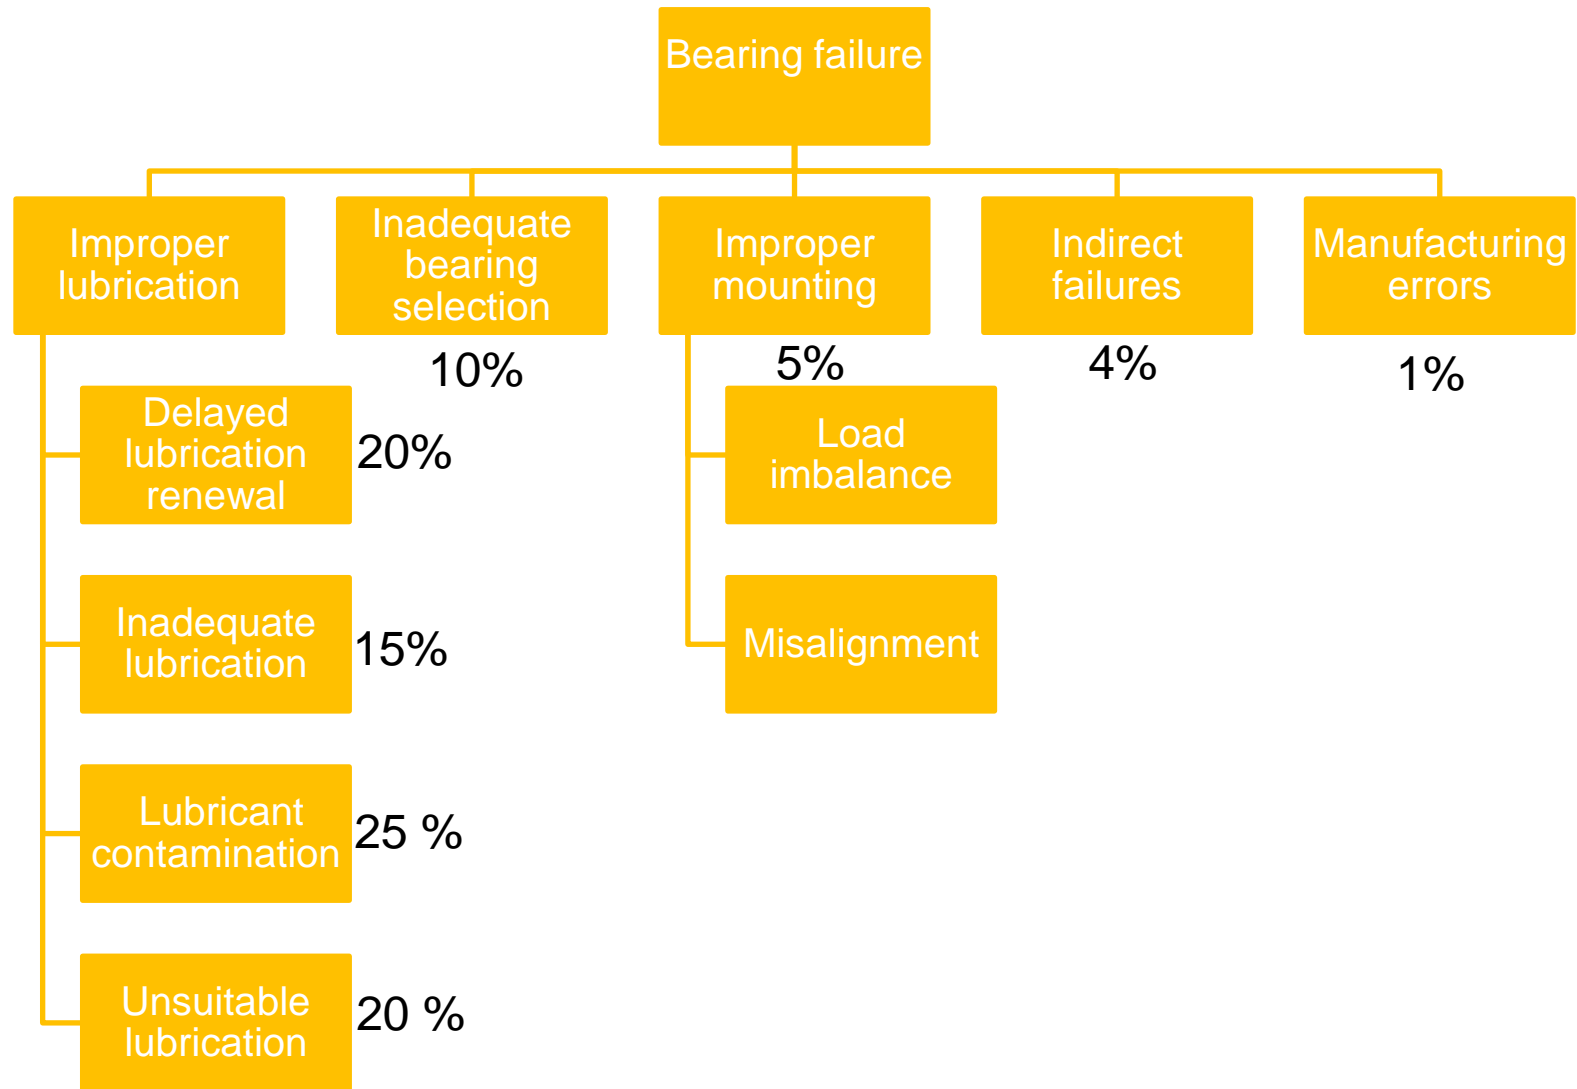 Bearing failure
Improper
lubrication
Inadequate
bearing
selection
Improper
mounting
Indirect
failures
Manufacturing
errors
10%
5%
4%
1%
Delayed
lubrication
renewal
20%
Load
imbalance
Inadequate
lubrication
15%
Misalignment
Lubricant
contamination
25 %
Unsuitable
lubrication
20 %